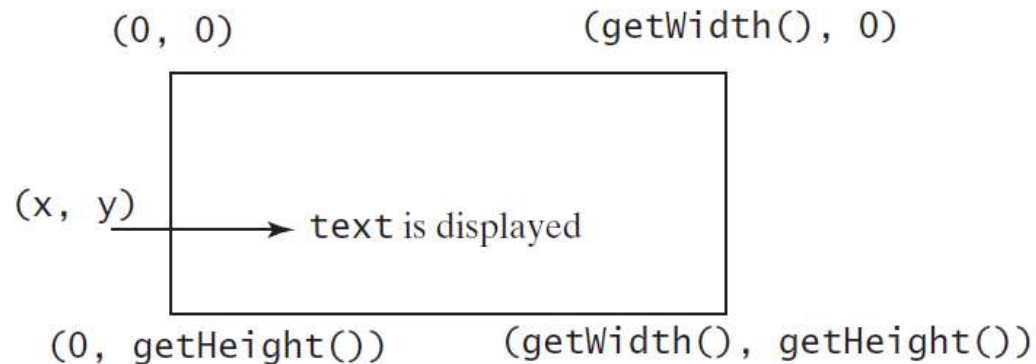 (0, 0)
(getWidth(), 0)
(x, y)
text is displayed
(0, getHeight())
(getWidth(), getHeight())